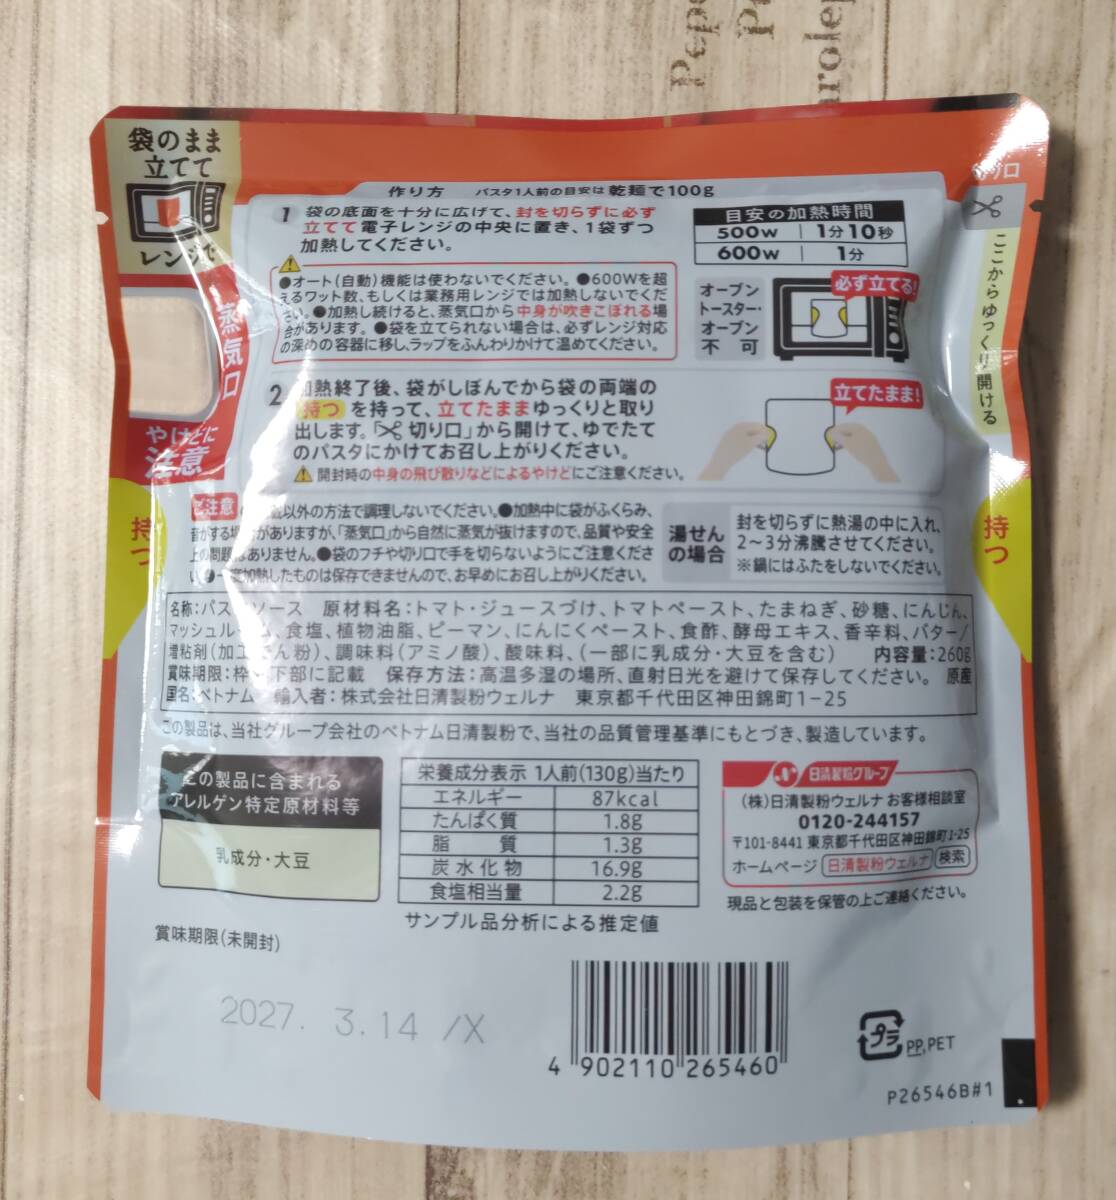 袋のまま
立てて
レンジで
蒸気口
やけどに
注意
持つ
作り方 パスタ1人前の目安は 乾麺で100g
1 袋の底面を十分に広げて、封を切らずに必ず
立てて電子レンジの中央に置き、1袋ずつ
加熱してください。
●オート(自動)機能は使わないでください。●600Wを超
えるワット数、もしくは業務用レンジでは加熱しないでくだ
さい。●加熱し続けると、蒸気口から中身が吹きこぼれる場
合があります。●袋を立てられない場合は、必ずレンジ対応
の深めの容器に移し、ラップをふんわりかけて温めてください。
目安の加熱時間
500W 1分10秒
600W 1分
オーブン
トースター・
オーブン
不可
必ず立てる!
切り口
ここからゆっくり開ける
2 加熱終了後、袋がしぼんでから袋の両端の
持つ を持って、立てたままゆっくりと取り
出します。「切り口」から開けて、ゆでたて
のパスタにかけてお召し上がりください。
開封時の中身の飛び散りなどによるやけどにご注意ください。
立てたまま!
持つ
ご注意 以外の方法で調理しないでください。●加熱中に袋がふくらみ、
音がする場合がありますが、「蒸気口」から自然に蒸気が抜けますので、品質や安全
上の問題はありません。●袋のフチや切り口で手を切らないようにご注意くださ
い。●一度加熱したものは保存できませんので、お早めにお召し上がりください。
湯せん
の場合
封を切らずに熱湯の中に入れ、
2~3分沸騰させてください。
※鍋にはふたをしないでください。
名称:パスタソース 原材料名:トマト・ジュースづけ、トマトペースト、たまねぎ、砂糖、にんじん、
マッシュルーム、食塩、植物油脂、ピーマン、にんにくペースト、食酢、酵母エキス、香辛料、バター/
増粘剤(加工でん粉)、調味料(アミノ酸)、酸味料、(一部に乳成分・大豆を含む) 内容量:260g
賞味期限:枠外下部に記載 保存方法:高温多湿の場所、直射日光を避けて保存してください。 原産
国名:ベトナム 輸入者:株式会社日清製粉ウェルナ 東京都千代田区神田錦町1-25
この製品は、当社グループ会社のベトナム日清製粉で、当社の品質管理基準にもとづき、製造しています。
この製品に含まれる
アレルゲン特定原材料等
乳成分・大豆
栄養成分表示 1人前(130g)当たり
エネルギー 87kcal
たんぱく質 1.8g
脂質 1.3g
炭水化物 16.9g
食塩相当量 2.2g
サンプル品分析による推定値
日清製粉グループ
(株)日清製粉ウェルナ お客様相談室
0120-244157
〒101-8441 東京都千代田区神田錦町1-25
ホームページ 日清製粉ウェルナ 検索
現品と包装を保管の上ご連絡ください。
賞味期限(未開封)
2027. 3.14 /X
4 902110 265460
プラ
PP,PET
P26546B#1